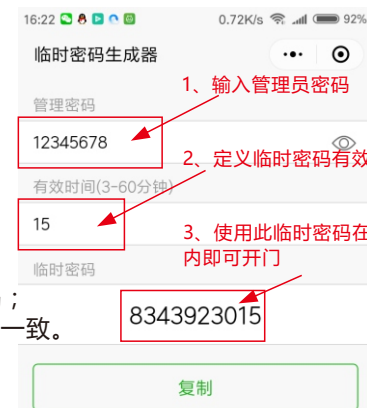 16:22 0.72K/s 92%
临时密码生成器
1、输入管理员密码
管理密码
12345678
2、定义临时密码有效
有效时间(3-60分钟)
15
3、使用此临时密码在
内即可开门
临时密码
；
一致。
8343923015
复制